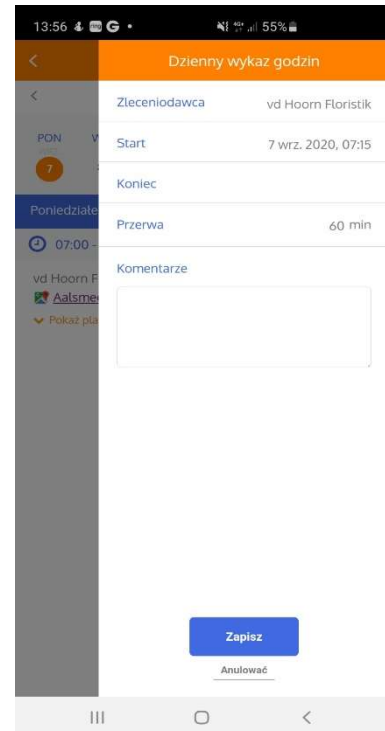 13:56 G • 4G+ 55%
Dzienny wykaz godzin
Zleceniodawca vd Hoorn Floristik
PON W
7
Start 7 wrz. 2020, 07:15
Koniec
Poniedziałe
Przerwa 60 min
07:00 -
Komentarze
vd Hoorn F
Aalsme
Pokaż pla
Zapisz
Anulować